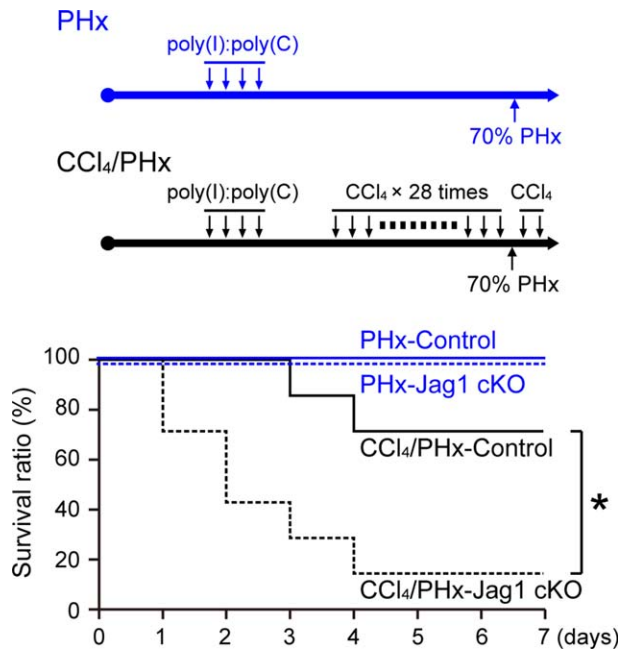 PHx
poly(I):poly(C)
70% PHx
CCl₄/PHx
poly(I):poly(C) CCl₄ × 28 times CCl₄
70% PHx
PHx-Control
PHx-Jag1 cKO
CCl₄/PHx-Control
*
CCl₄/PHx-Jag1 cKO
Survival ratio (%)
100
80
60
40
20
0
0 1 2 3 4 5 6 7 (days)